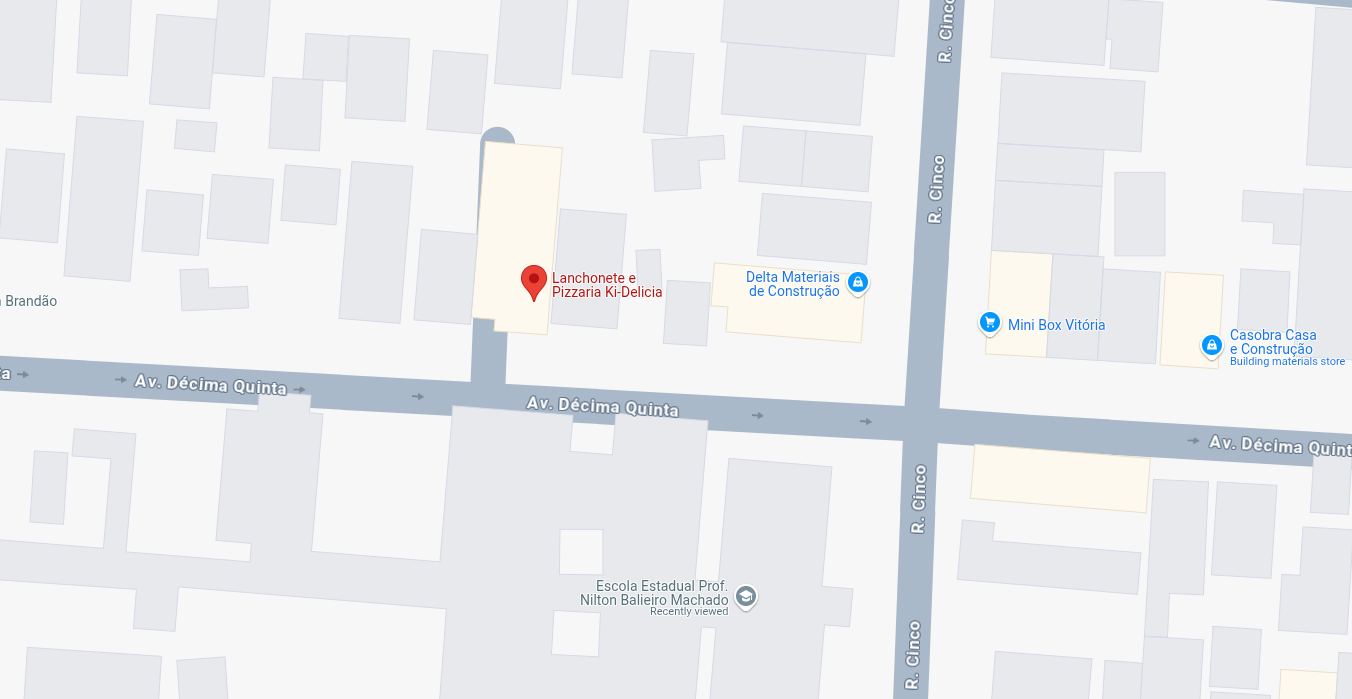 R. Cinco
R. Cinco
Lanchonete e
Pizzaria Ki-Delicia
Delta Materiais
de Construção
Brandão
Mini Box Vitória
Casobra Casa
e Construção
Building materials store
Av. Décima Quinta
Av. Décima Quinta
Av. Décima Quint
R. Cinco
Escola Estadual Prof.
Nilton Balieiro Machado
Recently viewed
R. Cinco